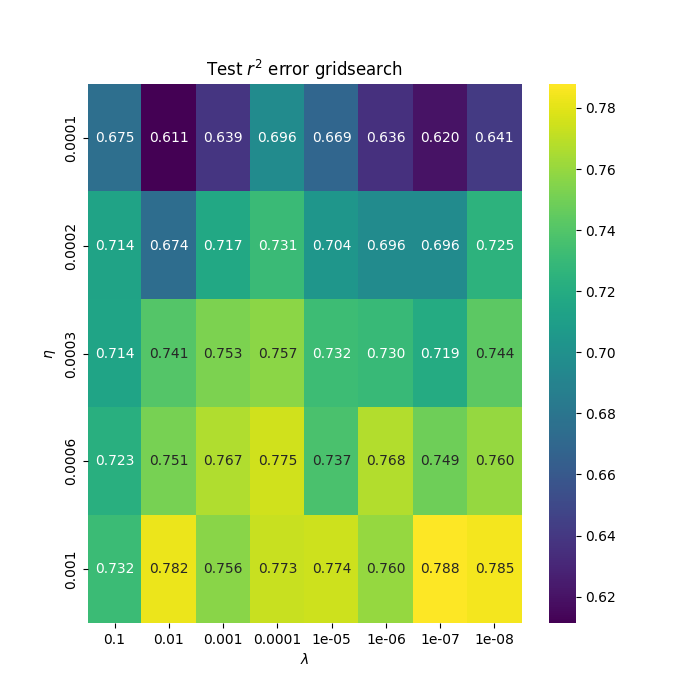 Test r² error gridsearch
0.0001 0.675 0.611 0.639 0.696 0.669 0.636 0.620 0.641
0.0002 0.714 0.674 0.717 0.731 0.704 0.696 0.696 0.725
η
0.0003 0.714 0.741 0.753 0.757 0.732 0.730 0.719 0.744
0.0006 0.723 0.751 0.767 0.775 0.737 0.768 0.749 0.760
0.001 0.732 0.782 0.756 0.773 0.774 0.760 0.788 0.785
0.1 0.01 0.001 0.0001 1e-05 1e-06 1e-07 1e-08
λ
0.78
0.76
0.74
0.72
0.70
0.68
0.66
0.64
0.62